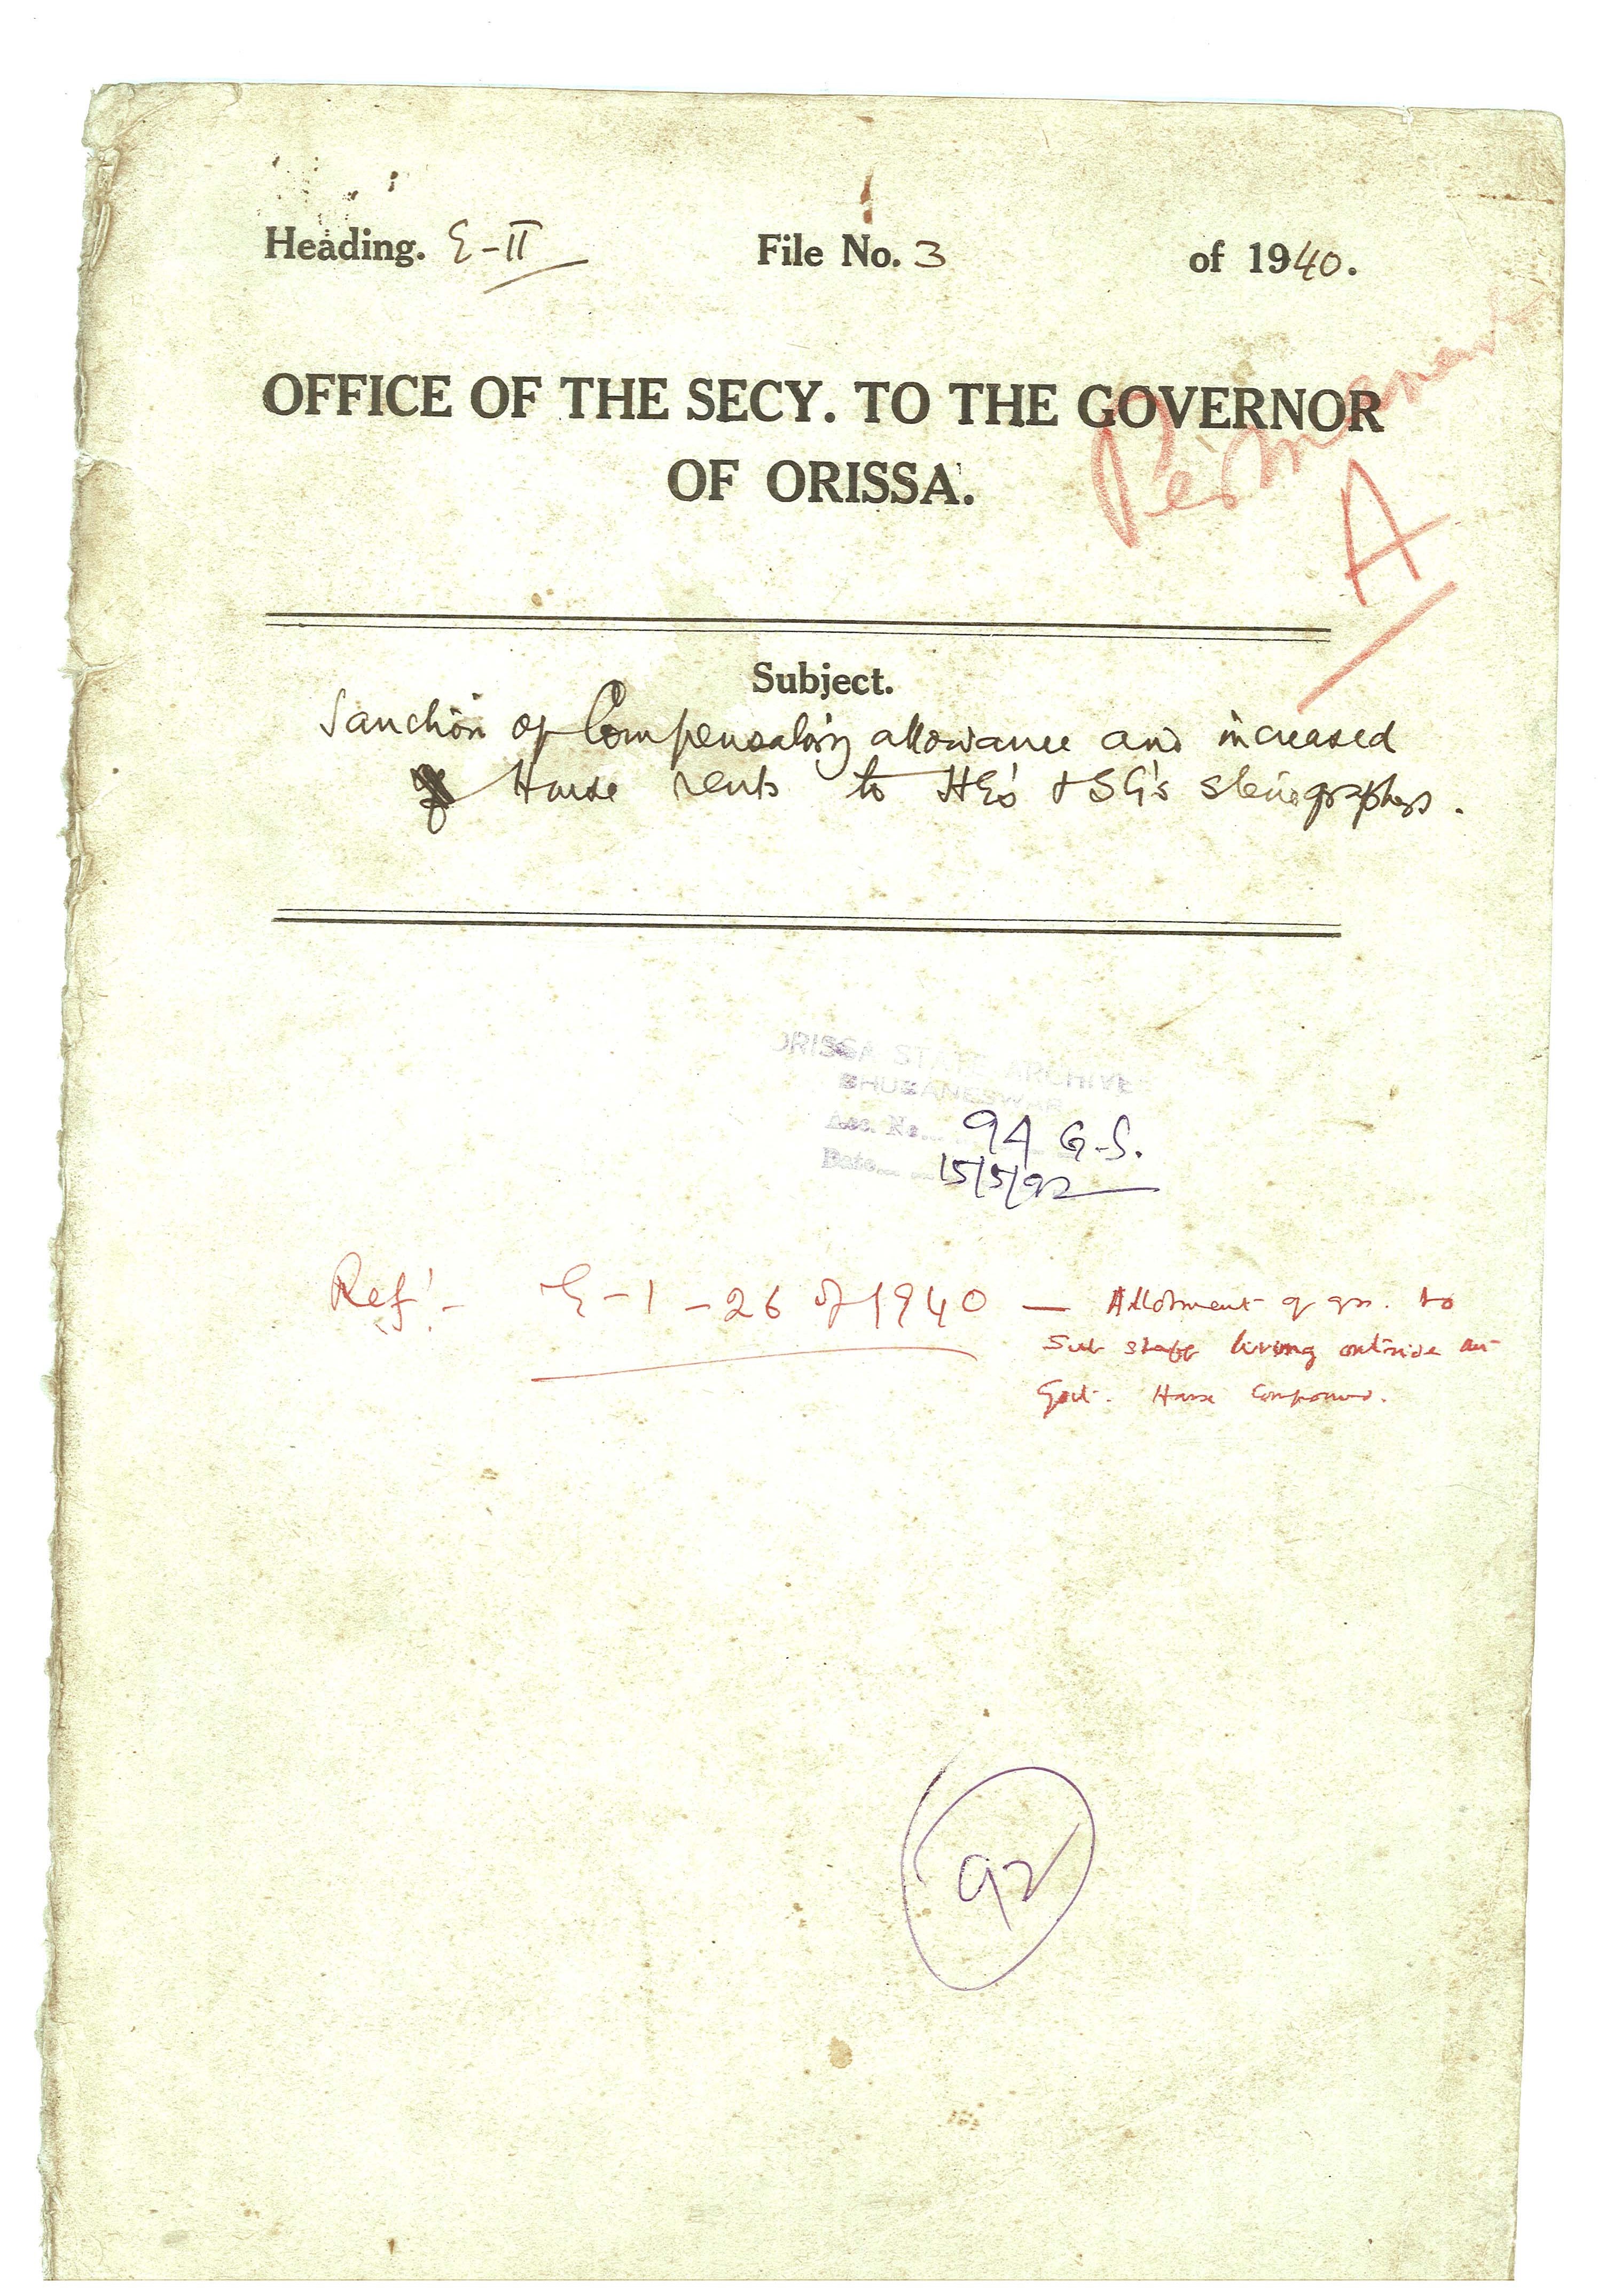 Heading. E-II File No. 3 of 1940.
OFFICE OF THE SECY. TO THE GOVERNOR
OF ORISSA.
Permanent
A
Subject.
Sanction of Compensatory allowance and increased
House rents to HE's & SG's stenographers.
ORISSA STATE ARCHIVES
BHUBANESWAR
Acc. No... 94 G.S.
Date... 15/5/92
Ref:- E-1-26 of 1940 — Allotment of qrs. to
staff living outside
Govt. House Compound.
92